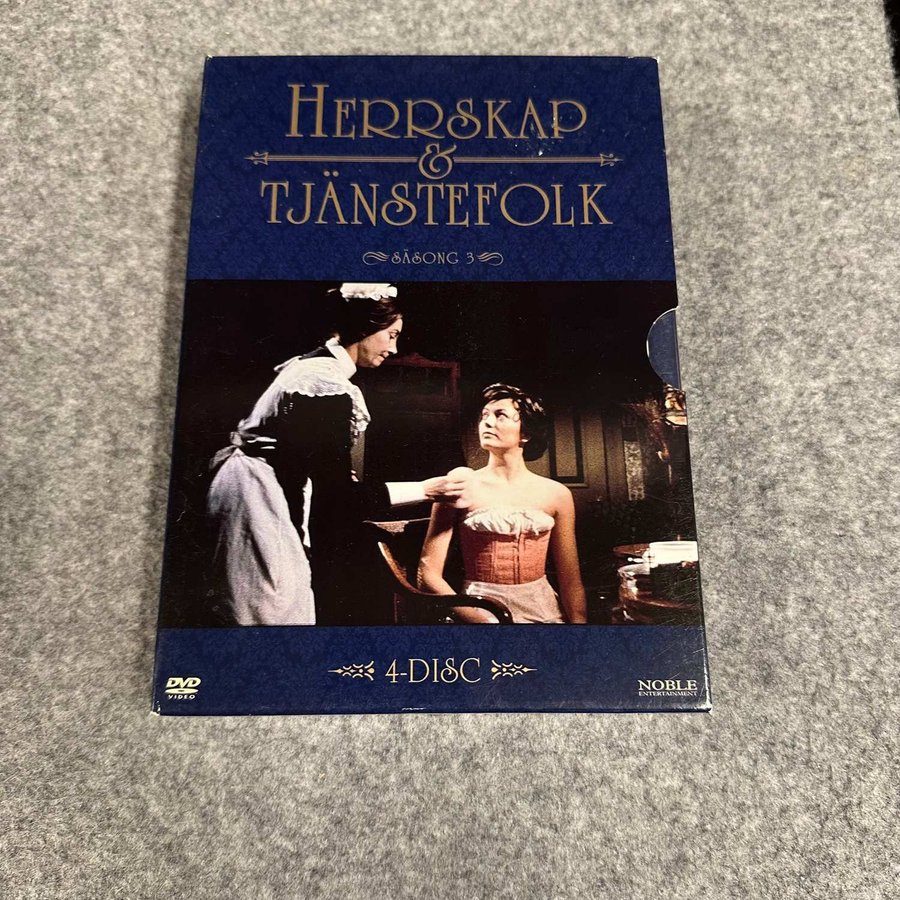 HERRSKAP
&
TJÄNSTEFOLK
SÄSONG 3
4-DISC
DVD
VIDEO
NOBLE
ENTERTAINMENT